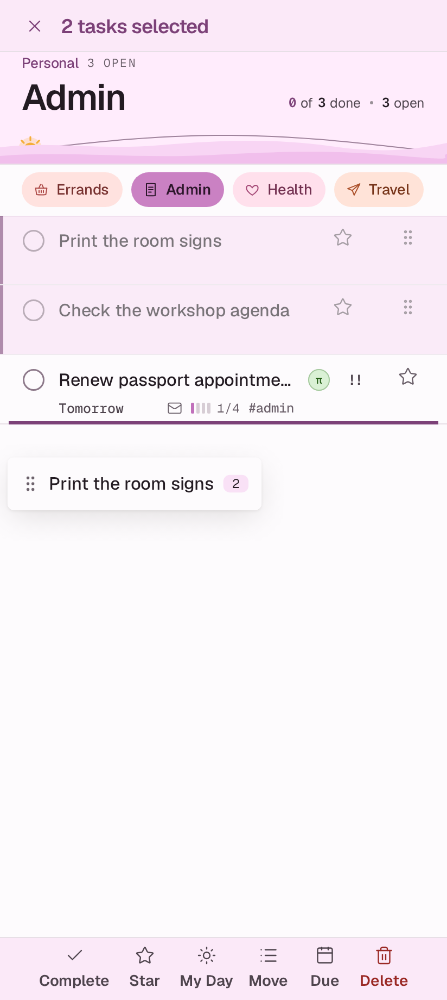 2 tasks selected
Personal 3 OPEN
Admin
0 of 3 done • 3 open
Errands Admin Health Travel
Print the room signs
Check the workshop agenda
Renew passport appointme... π !!
Tomorrow 1/4 #admin
Print the room signs 2
Complete Star My Day Move Due Delete